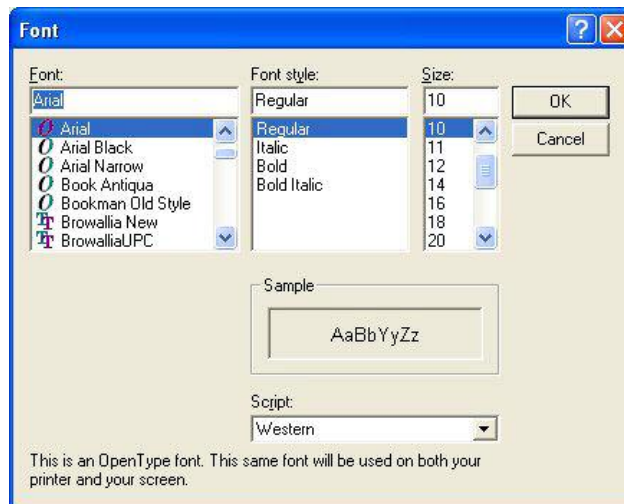 Font
Font:
Arial
Arial
Arial Black
Arial Narrow
Book Antiqua
Bookman Old Style
Browallia New
BrowalliaUPC
Font style:
Regular
Regular
Italic
Bold
Bold Italic
Size:
10
10
11
12
14
16
18
20
OK
Cancel
Sample
AaBbYyZz
Script:
Western
This is an OpenType font. This same font will be used on both your
printer and your screen.